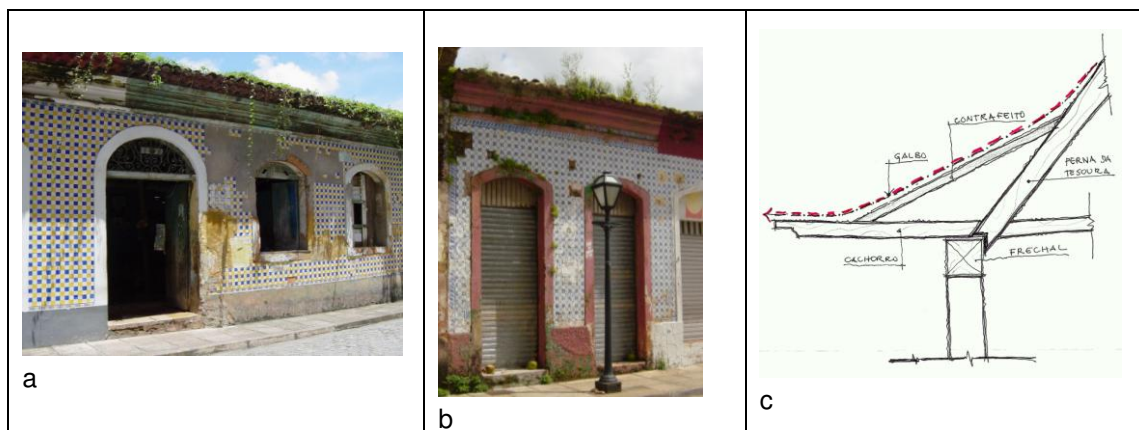 a
b
c
CONTRAFEITO
GALBO
PERNA DA
TESOURA
CACHORRO
FRECHAL